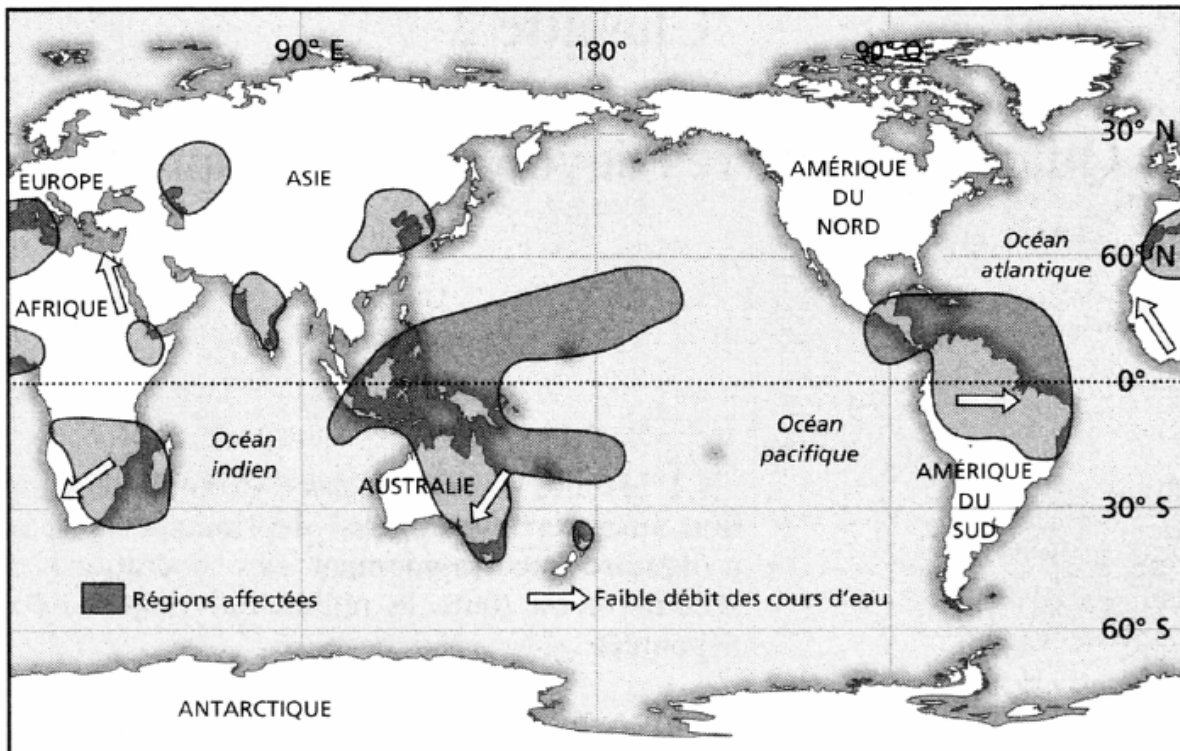 90° E
180°
90° O
30° N
EUROPE
ASIE
AMÉRIQUE
DU
NORD
Océan
atlantique
60° N
AFRIQUE
0°
Océan
indien
Océan
pacifique
AUSTRALIE
AMÉRIQUE
DU
SUD
30° S
Régions affectées
Faible débit des cours d'eau
60° S
ANTARCTIQUE